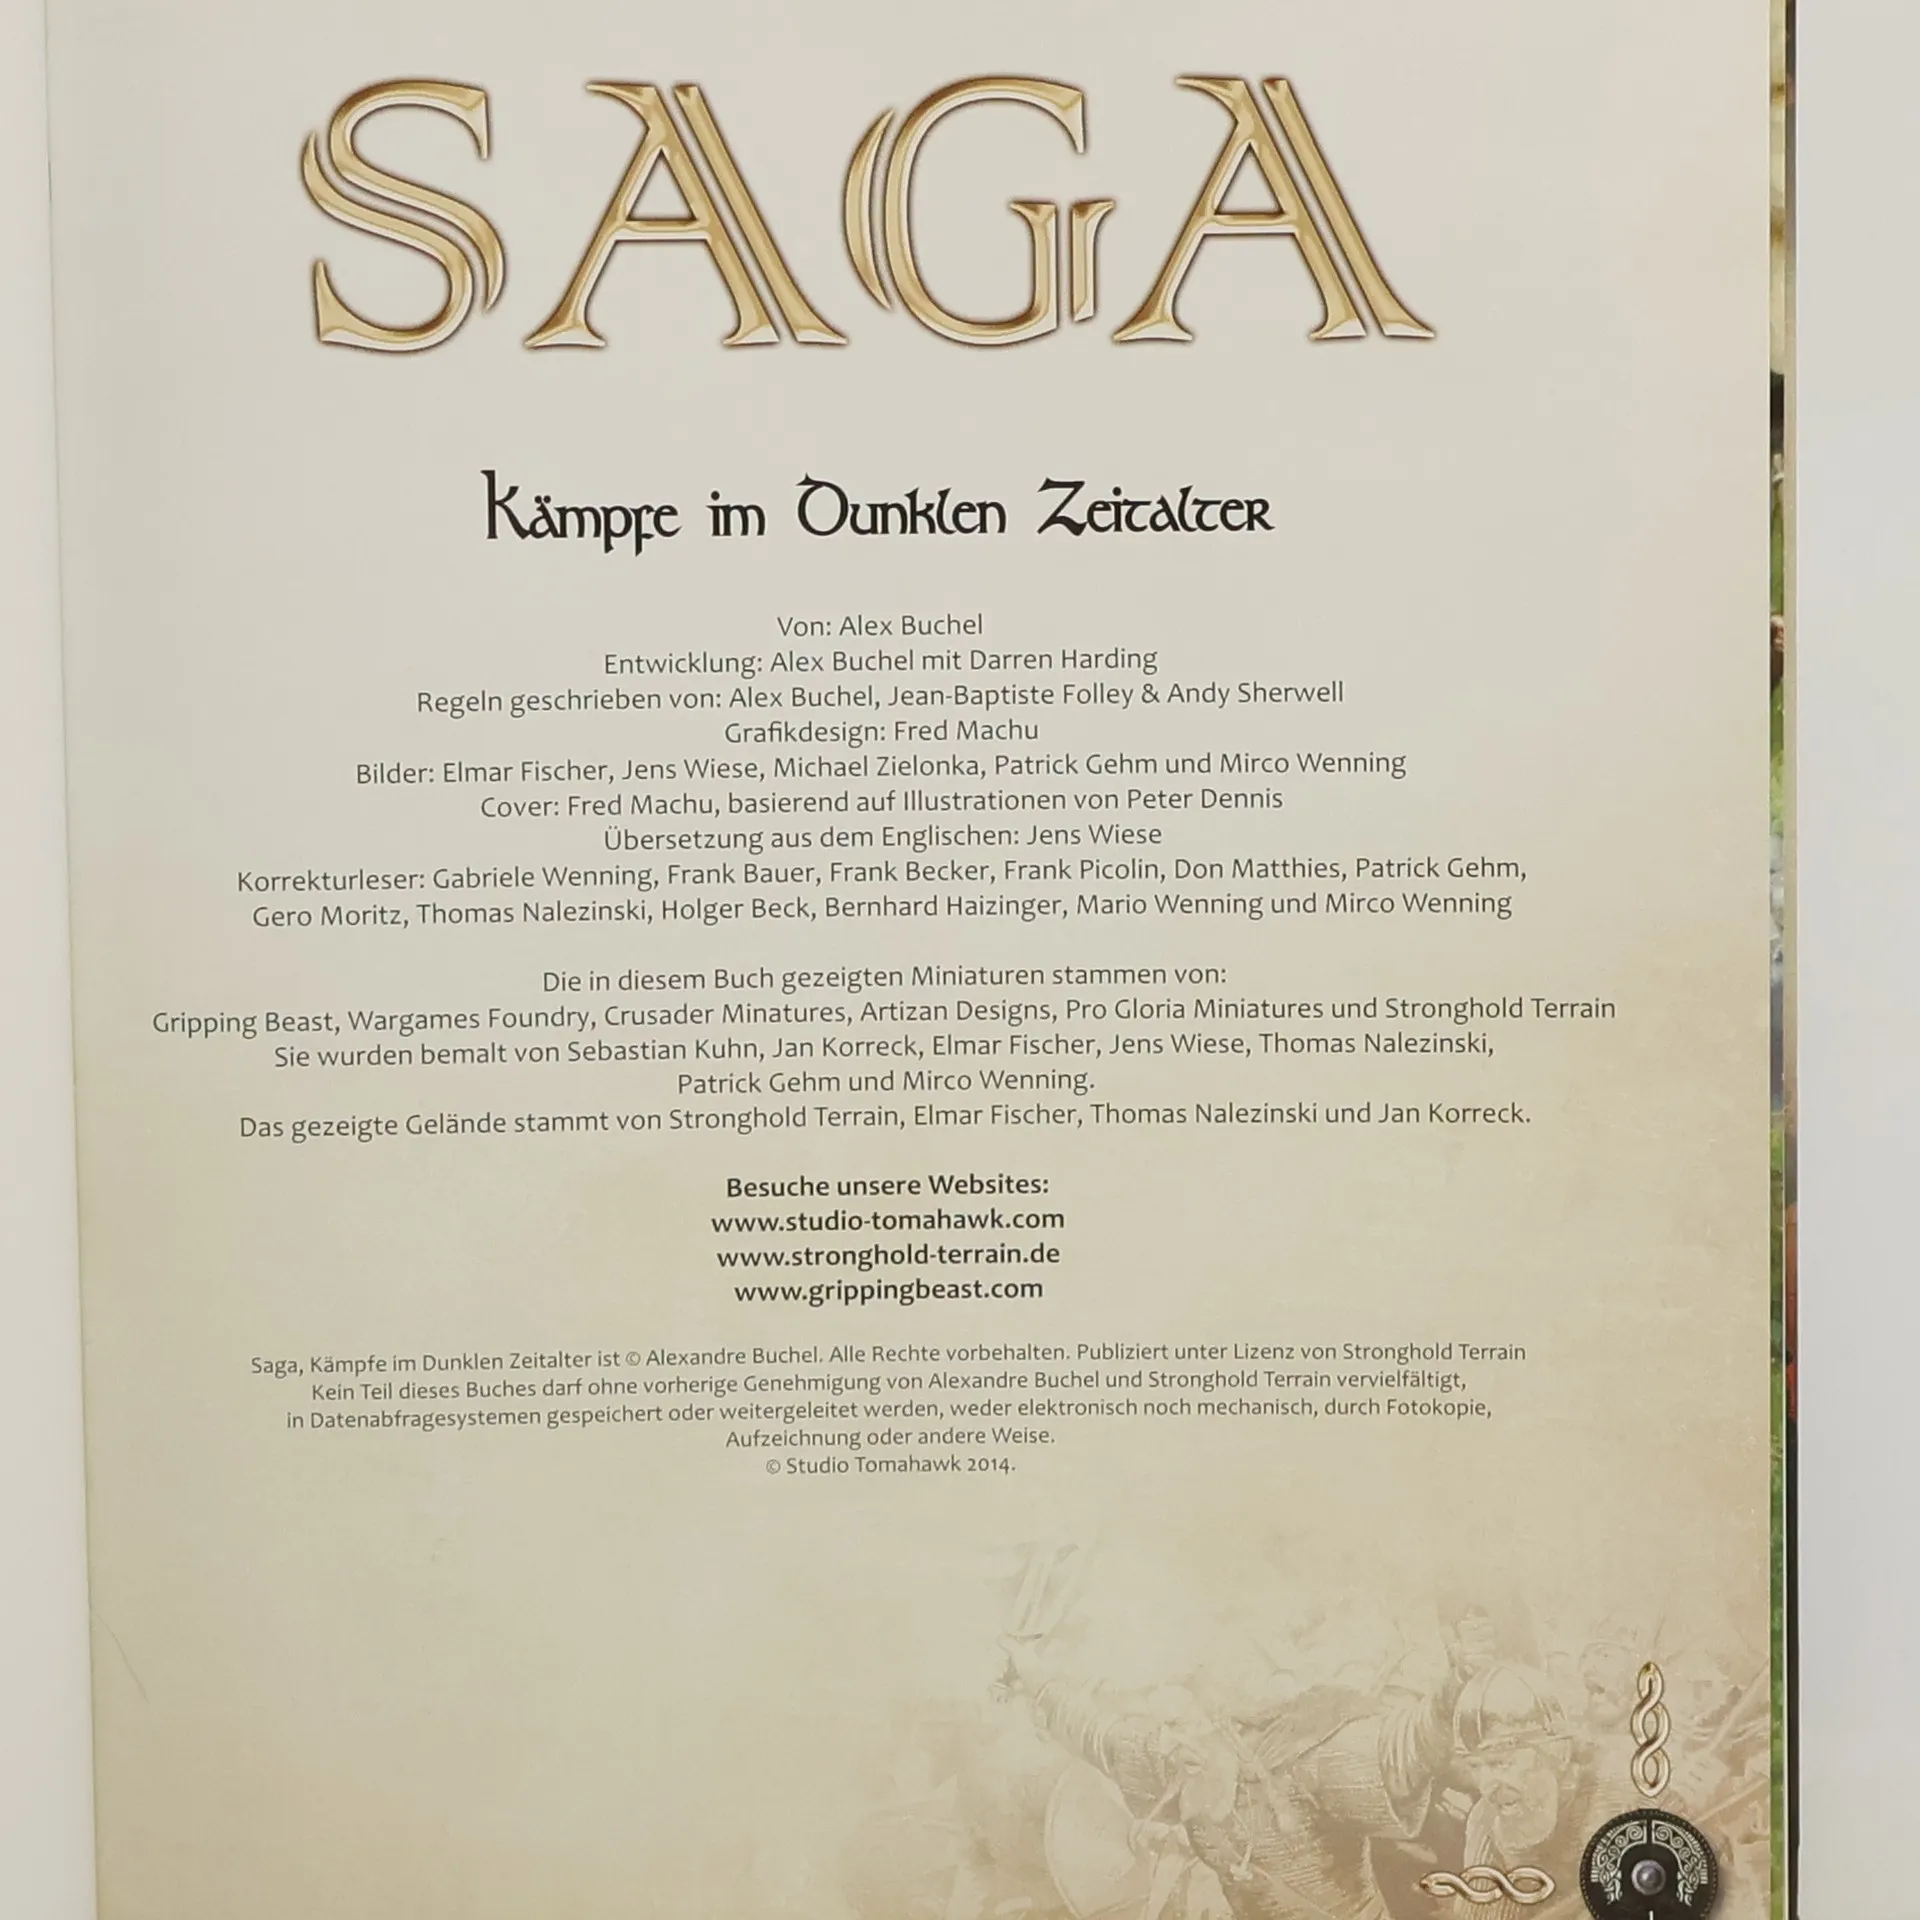 SAGA
Kämpfe im Dunklen Zeitalter
Von: Alex Buchel
Entwicklung: Alex Buchel mit Darren Harding
Regeln geschrieben von: Alex Buchel, Jean-Baptiste Folley & Andy Sherwell
Grafikdesign: Fred Machu
Bilder: Elmar Fischer, Jens Wiese, Michael Zielonka, Patrick Gehm und Mirco Wenning
Cover: Fred Machu, basierend auf Illustrationen von Peter Dennis
Übersetzung aus dem Englischen: Jens Wiese
Korrekturleser: Gabriele Wenning, Frank Bauer, Frank Becker, Frank Picolin, Don Matthies, Patrick Gehm,
Gero Moritz, Thomas Nalezinski, Holger Beck, Bernhard Haizinger, Mario Wenning und Mirco Wenning
Die in diesem Buch gezeigten Miniaturen stammen von:
Gripping Beast, Wargames Foundry, Crusader Minatures, Artizan Designs, Pro Gloria Miniatures und Stronghold Terrain
Sie wurden bemalt von Sebastian Kuhn, Jan Korreck, Elmar Fischer, Jens Wiese, Thomas Nalezinski,
Patrick Gehm und Mirco Wenning.
Das gezeigte Gelände stammt von Stronghold Terrain, Elmar Fischer, Thomas Nalezinski und Jan Korreck.
Besuche unsere Websites:
www.studio-tomahawk.com
www.stronghold-terrain.de
www.grippingbeast.com
Saga, Kämpfe im Dunklen Zeitalter ist © Alexandre Buchel. Alle Rechte vorbehalten. Publiziert unter Lizenz von Stronghold Terrain
Kein Teil dieses Buches darf ohne vorherige Genehmigung von Alexandre Buchel und Stronghold Terrain vervielfältigt,
in Datenabfragesystemen gespeichert oder weitergeleitet werden, weder elektronisch noch mechanisch, durch Fotokopie,
Aufzeichnung oder andere Weise.
© Studio Tomahawk 2014.